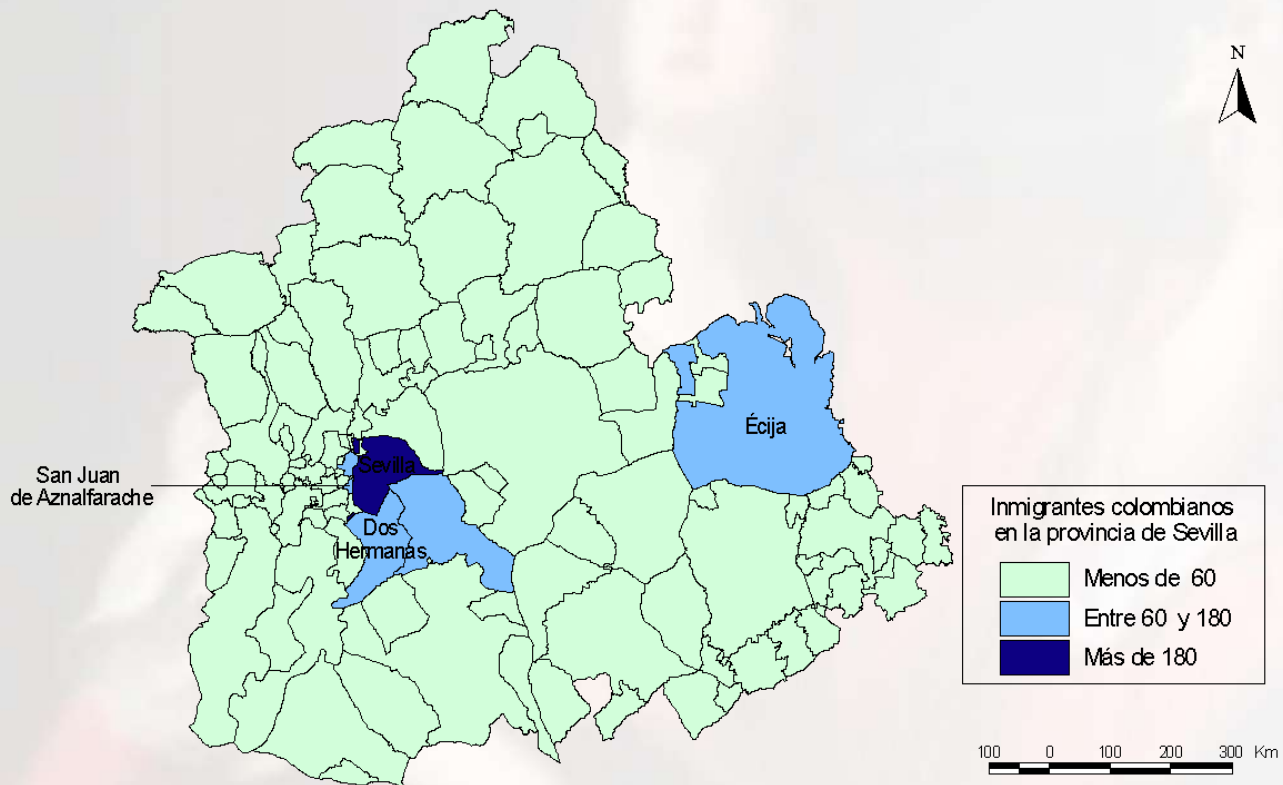 N
Écija
Sevilla
San Juan
de Aznalfarache
Dos
Hermanas
Inmigrantes colombianos
en la provincia de Sevilla
Menos de 60
Entre 60 y 180
Más de 180
100 0 100 200 300 Km